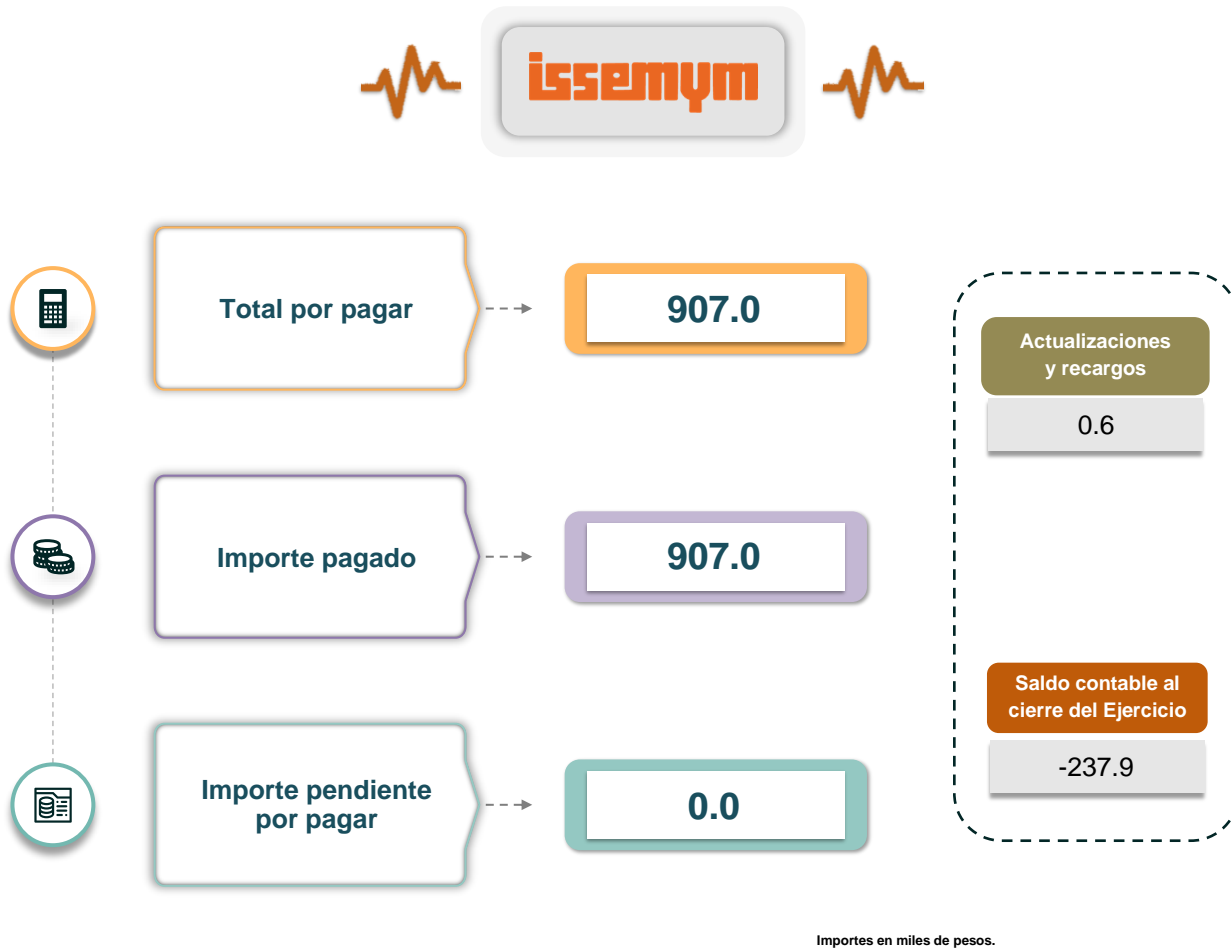 issemym
Total por pagar
907.0
Importe pagado
907.0
Importe pendiente
por pagar
0.0
Actualizaciones
y recargos
0.6
Saldo contable al
cierre del Ejercicio
-237.9
Importes en miles de pesos.